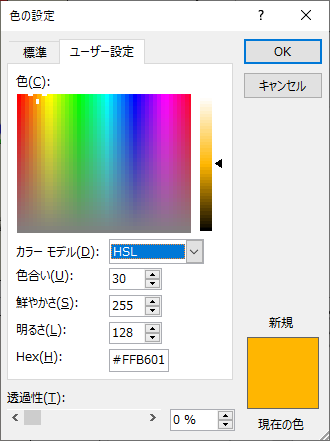 色の設定
? ×
標準 ユーザー設定
OK
キャンセル
色(C):
カラー モデル(D): HSL
色合い(U): 30
鮮やかさ(S): 255
明るさ(L): 128
Hex(H): #FFB601
透過性(T):
0 %
新規
現在の色